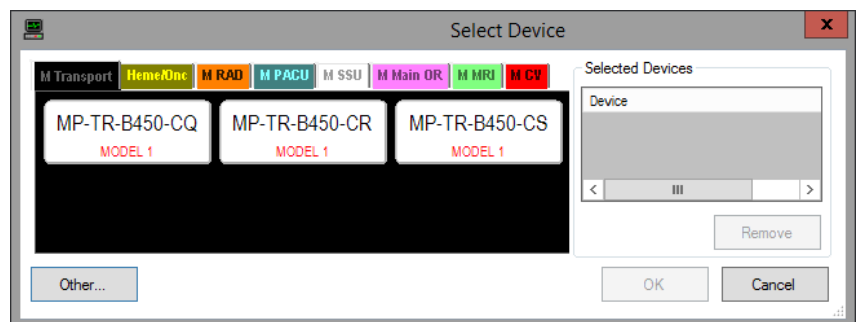 Select Device
x
M Transport Heme/Onc M RAD M PACU M SSU M Main OR M MRI M CV
MP-TR-B450-CQ
MODEL 1
MP-TR-B450-CR
MODEL 1
MP-TR-B450-CS
MODEL 1
Selected Devices
Device
Remove
Other...
OK
Cancel